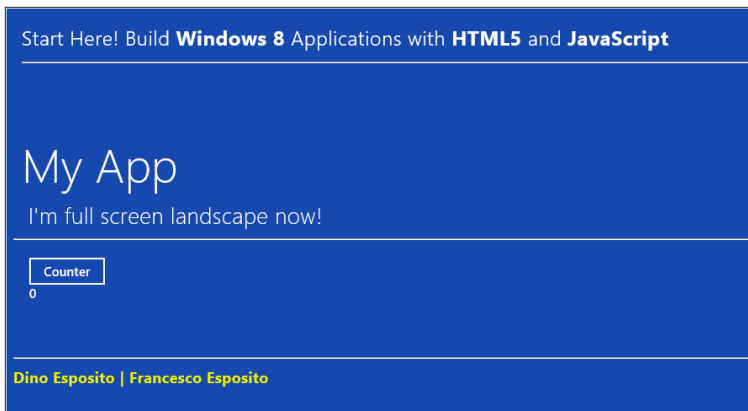 Start Here! Build Windows 8 Applications with HTML5 and JavaScript
My App
I'm full screen landscape now!
Counter
0
Dino Esposito | Francesco Esposito